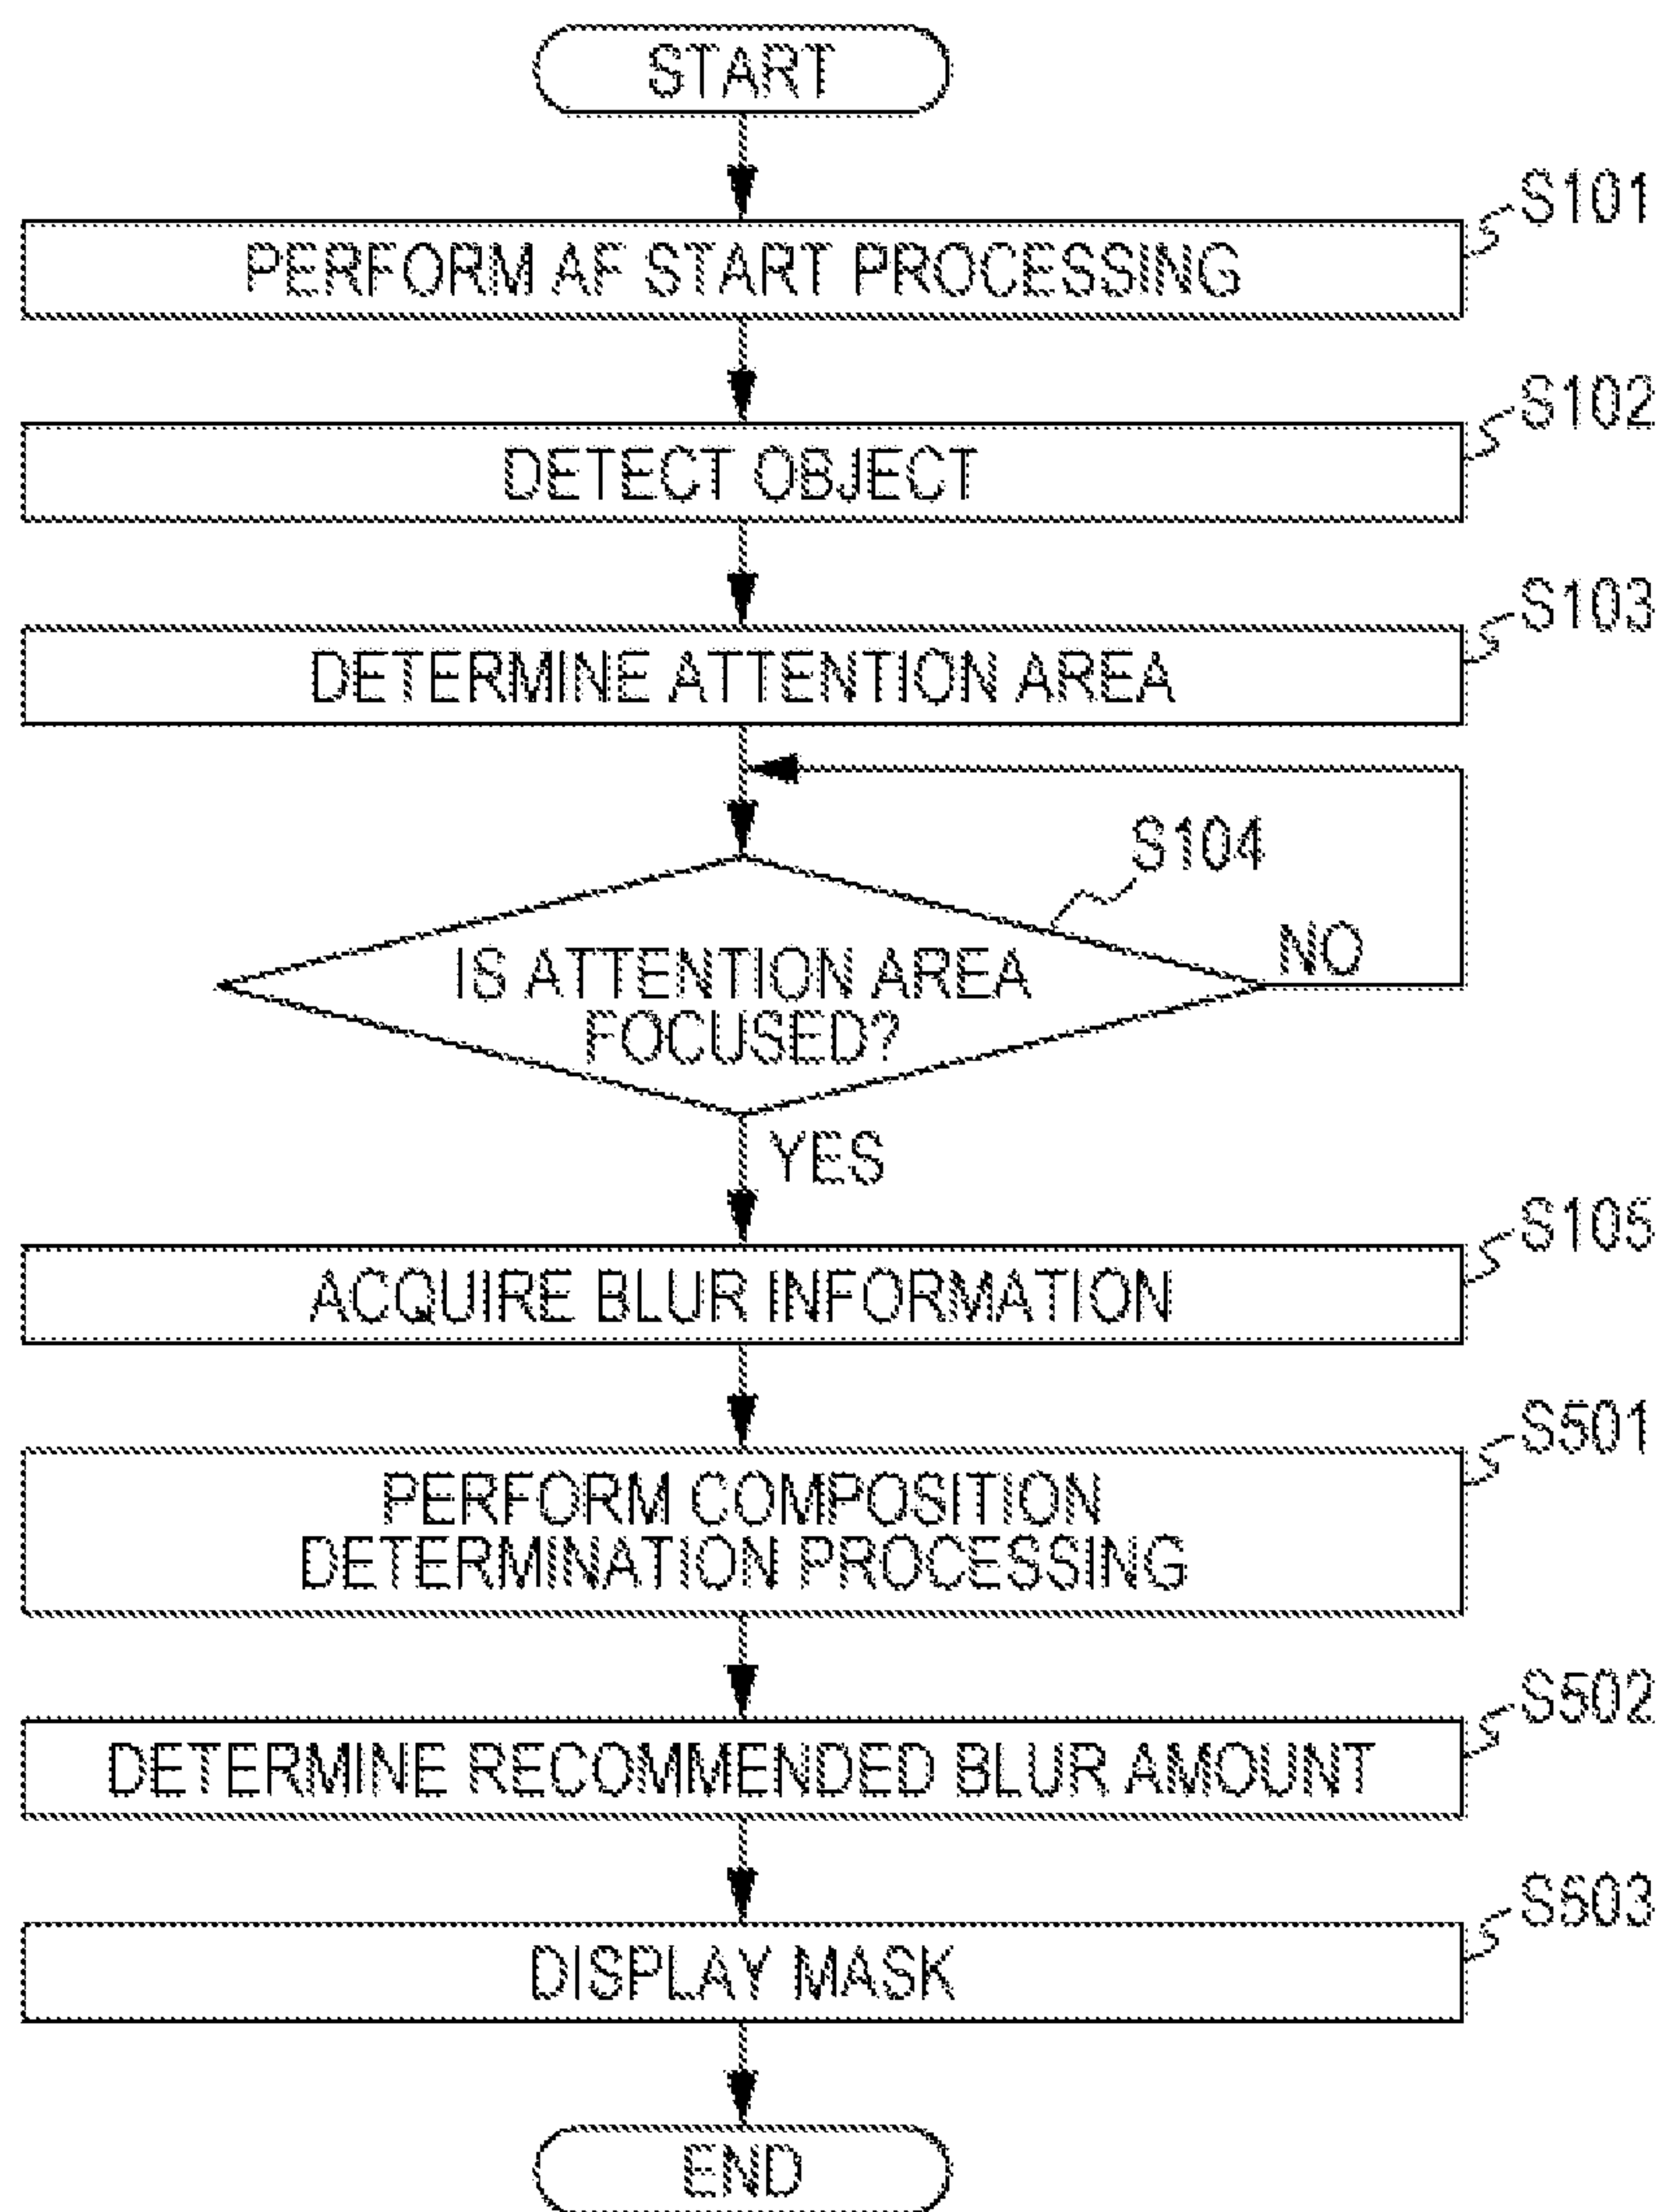 START
S101
PERFORM AF START PROCESSING
S102
DETECT OBJECT
S103
DETERMINE ATTENTION AREA
S104
IS ATTENTION AREA
FOCUSED?
NO
YES
S105
ACQUIRE BLUR INFORMATION
S501
PERFORM COMPOSITION
DETERMINATION PROCESSING
S502
DETERMINE RECOMMENDED BLUR AMOUNT
S603
DISPLAY MASK
END